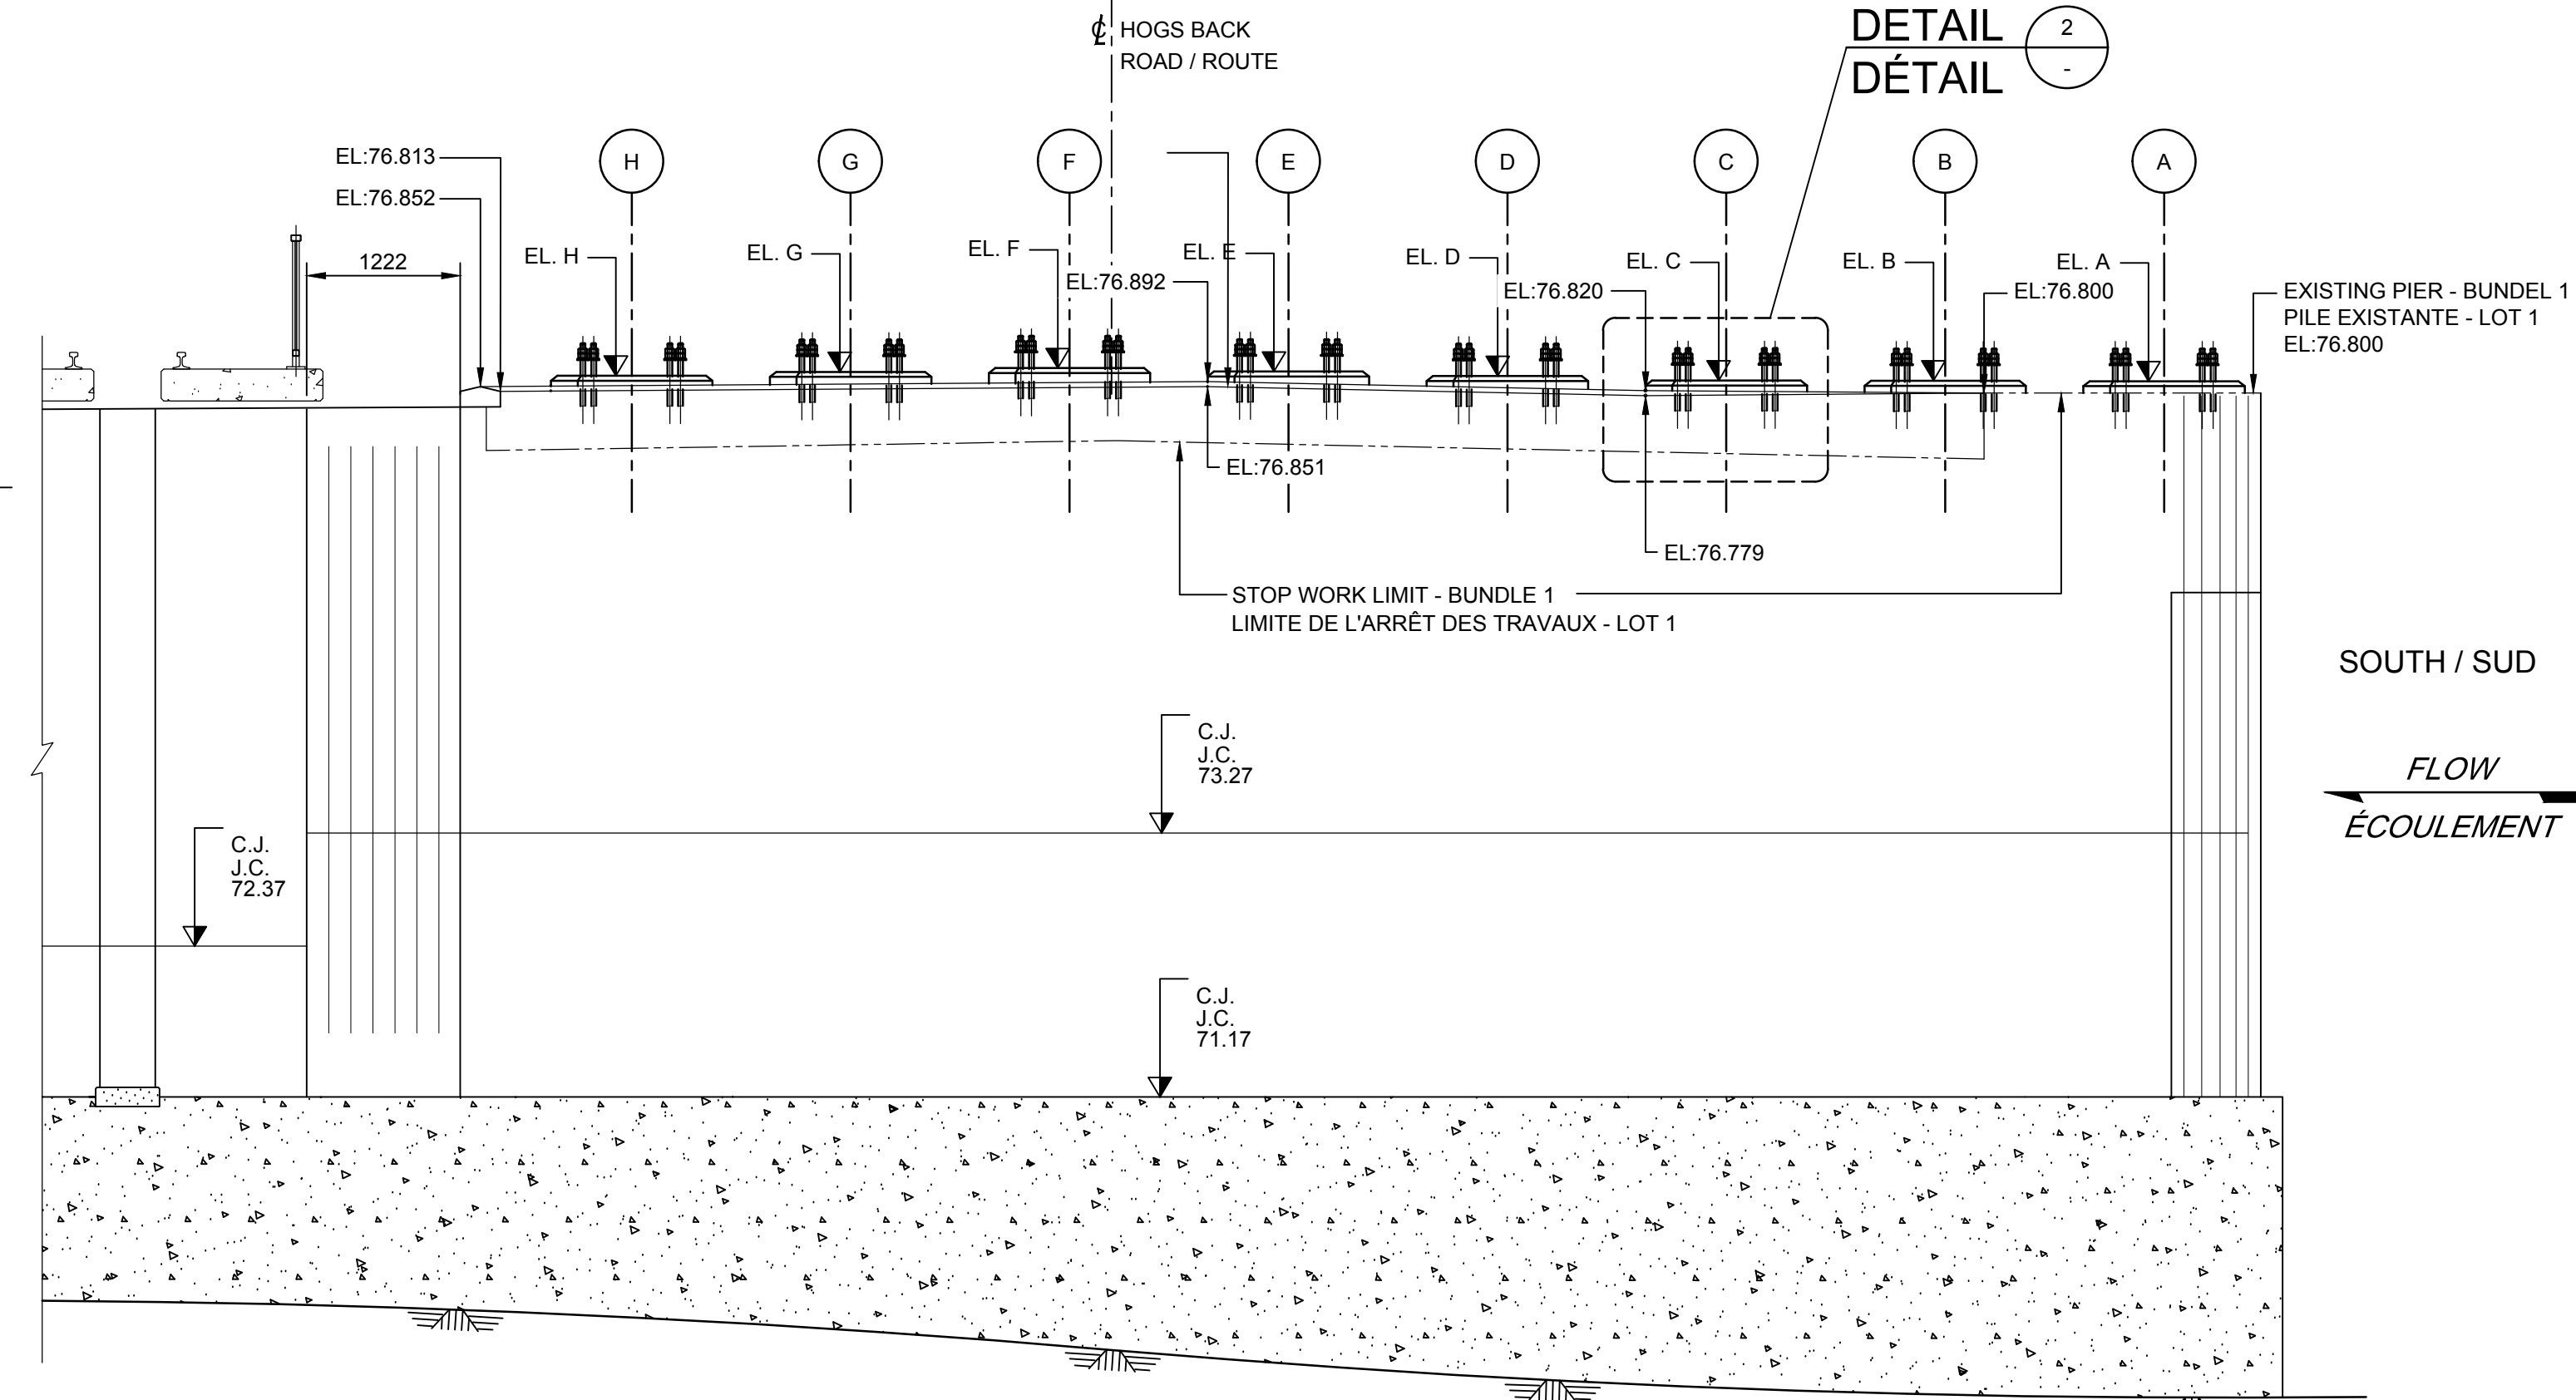 ℄ HOGS BACK
ROAD / ROUTE
DETAIL
DÉTAIL
2
-
EL:76.813
EL:76.852
H
G
F
E
D
C
B
A
1222
EL. H
EL. G
EL. F
EL. E
EL. D
EL. C
EL. B
EL. A
EL:76.892
EL:76.820
EL:76.800
EXISTING PIER - BUNDEL 1
PILE EXISTANTE - LOT 1
EL:76.800
EL:76.851
EL:76.779
STOP WORK LIMIT - BUNDLE 1
LIMITE DE L'ARRÊT DES TRAVAUX - LOT 1
SOUTH / SUD
C.J.
J.C.
73.27
FLOW
ÉCOULEMENT
C.J.
J.C.
72.37
C.J.
J.C.
71.17